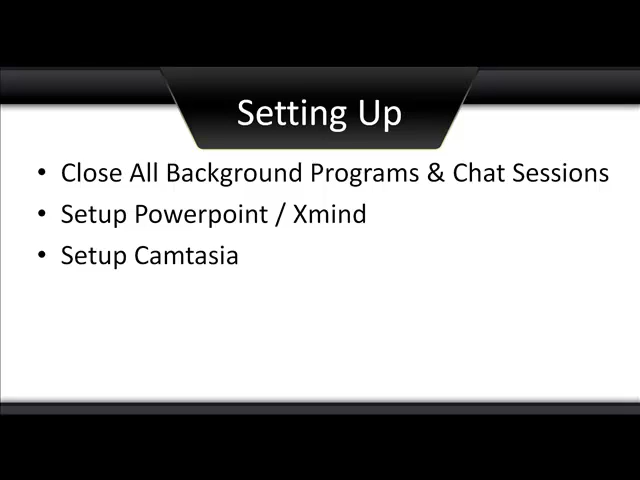 Setting Up
• Close All Background Programs & Chat Sessions
• Setup Powerpoint / Xmind
• Setup Camtasia